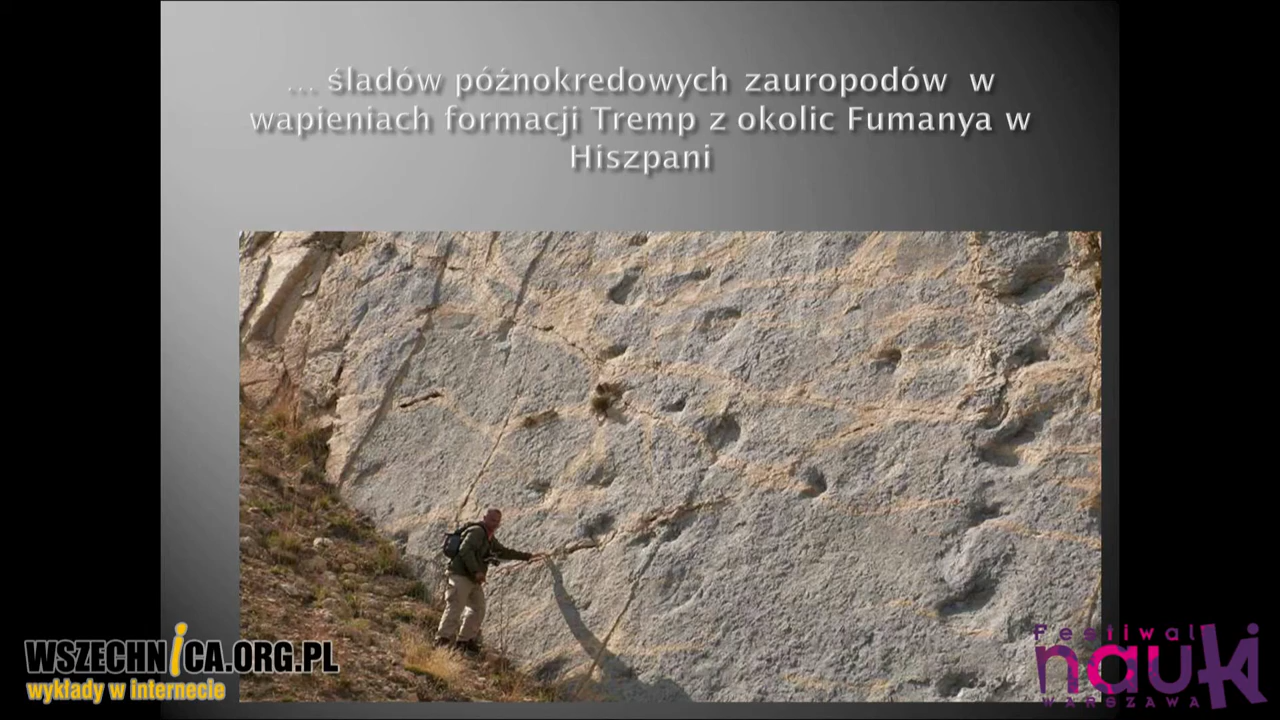 ... śladów późnokredowych zauropodów w
wapieniach formacji Tremp z okolic Fumanya w
Hiszpani
WSZECHNICA.ORG.PL
wykłady w internecie
Festiwal
nauki
WARSZAWA